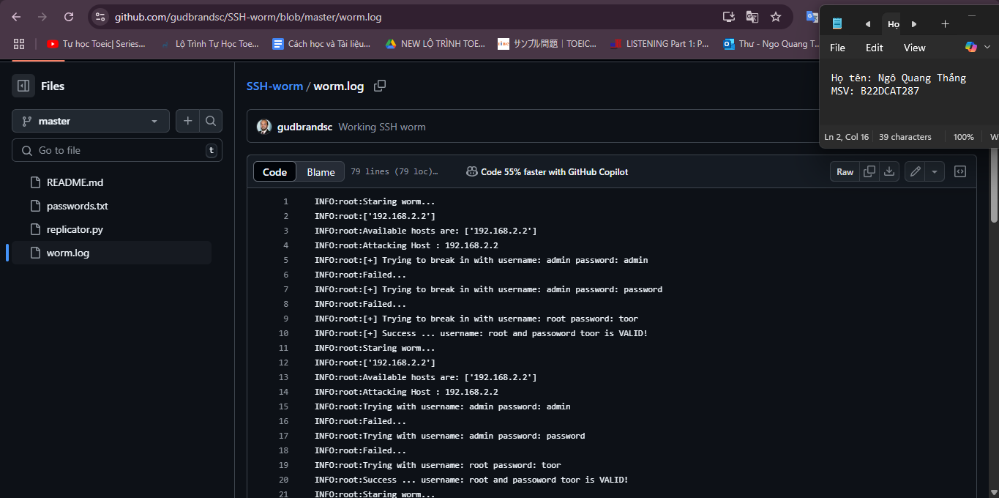 github.com/gudbrandsc/SSH-worm/blob/master/worm.log
Tự học Toeic| Series...
Lộ Trình Tự Học Toe...
Cách học và Tài liệu...
NEW LỘ TRÌNH TOE...
サンプル問題｜TOEIC...
LISTENING Part 1: P...
Thư - Ngo Quang T...
Họ
File Edit View
Họ tên: Ngô Quang Thắng
MSV: B22DCAT287
Ln 2, Col 16 39 characters 100% W
Files
master
Go to file t
README.md
passwords.txt
replicator.py
worm.log
SSH-worm / worm.log
gudbrandsc Working SSH worm
Code Blame 79 lines (79 loc)… Code 55% faster with GitHub Copilot Raw
1 INFO:root:Staring worm...
2 INFO:root:['192.168.2.2']
3 INFO:root:Available hosts are: ['192.168.2.2']
4 INFO:root:Attacking Host : 192.168.2.2
5 INFO:root:[+] Trying to break in with username: admin password: admin
6 INFO:root:Failed...
7 INFO:root:[+] Trying to break in with username: admin password: password
8 INFO:root:Failed...
9 INFO:root:[+] Trying to break in with username: root password: toor
10 INFO:root:[+] Success ... username: root and passoword toor is VALID!
11 INFO:root:Staring worm...
12 INFO:root:['192.168.2.2']
13 INFO:root:Available hosts are: ['192.168.2.2']
14 INFO:root:Attacking Host : 192.168.2.2
15 INFO:root:Trying with username: admin password: admin
16 INFO:root:Failed...
17 INFO:root:Trying with username: admin password: password
18 INFO:root:Failed...
19 INFO:root:Trying with username: root password: toor
20 INFO:root:Success ... username: root and passoword toor is VALID!
21 INFO:root:Staring worm...